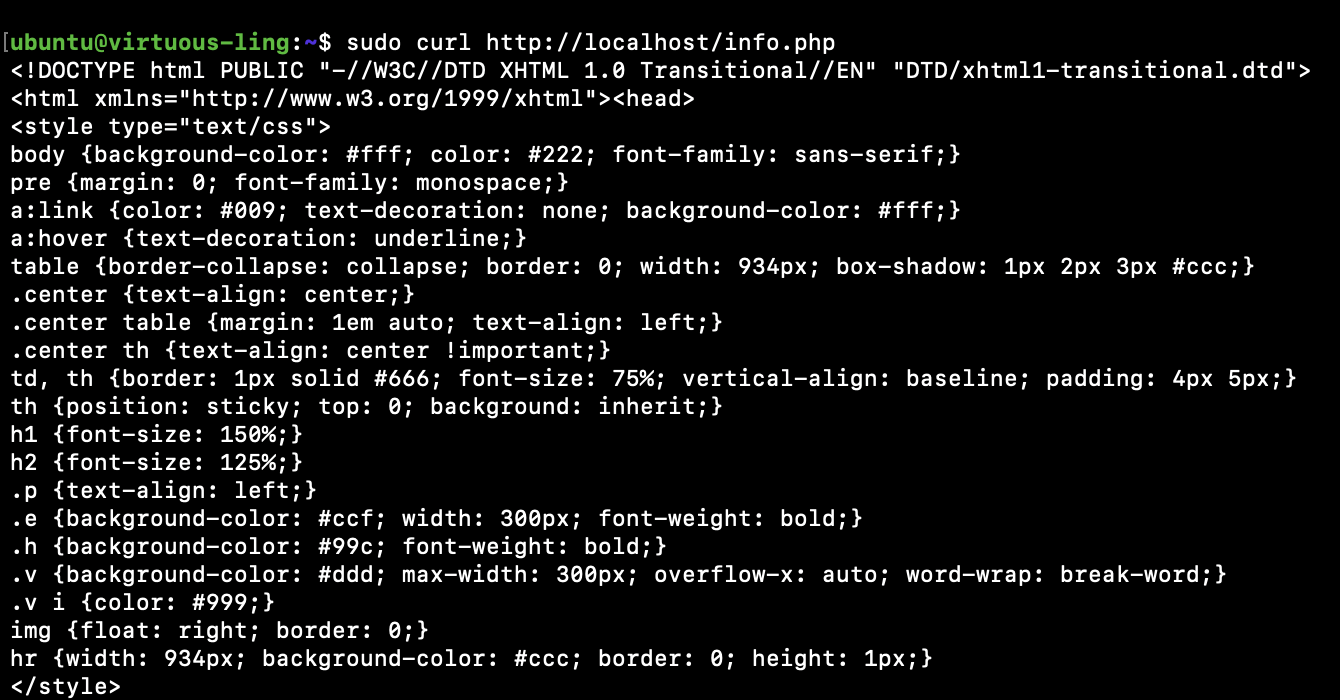 [ubuntu@virtuous-ling:~$ sudo curl http://localhost/info.php
<!DOCTYPE html PUBLIC "-//W3C//DTD XHTML 1.0 Transitional//EN" "DTD/xhtml1-transitional.dtd">
<html xmlns="http://www.w3.org/1999/xhtml"><head>
<style type="text/css">
body {background-color: #fff; color: #222; font-family: sans-serif;}
pre {margin: 0; font-family: monospace;}
a:link {color: #009; text-decoration: none; background-color: #fff;}
a:hover {text-decoration: underline;}
table {border-collapse: collapse; border: 0; width: 934px; box-shadow: 1px 2px 3px #ccc;}
.center {text-align: center;}
.center table {margin: 1em auto; text-align: left;}
.center th {text-align: center !important;}
td, th {border: 1px solid #666; font-size: 75%; vertical-align: baseline; padding: 4px 5px;}
th {position: sticky; top: 0; background: inherit;}
h1 {font-size: 150%;}
h2 {font-size: 125%;}
.p {text-align: left;}
.e {background-color: #ccf; width: 300px; font-weight: bold;}
.h {background-color: #99c; font-weight: bold;}
.v {background-color: #ddd; max-width: 300px; overflow-x: auto; word-wrap: break-word;}
.v i {color: #999;}
img {float: right; border: 0;}
hr {width: 934px; background-color: #ccc; border: 0; height: 1px;}
</style>